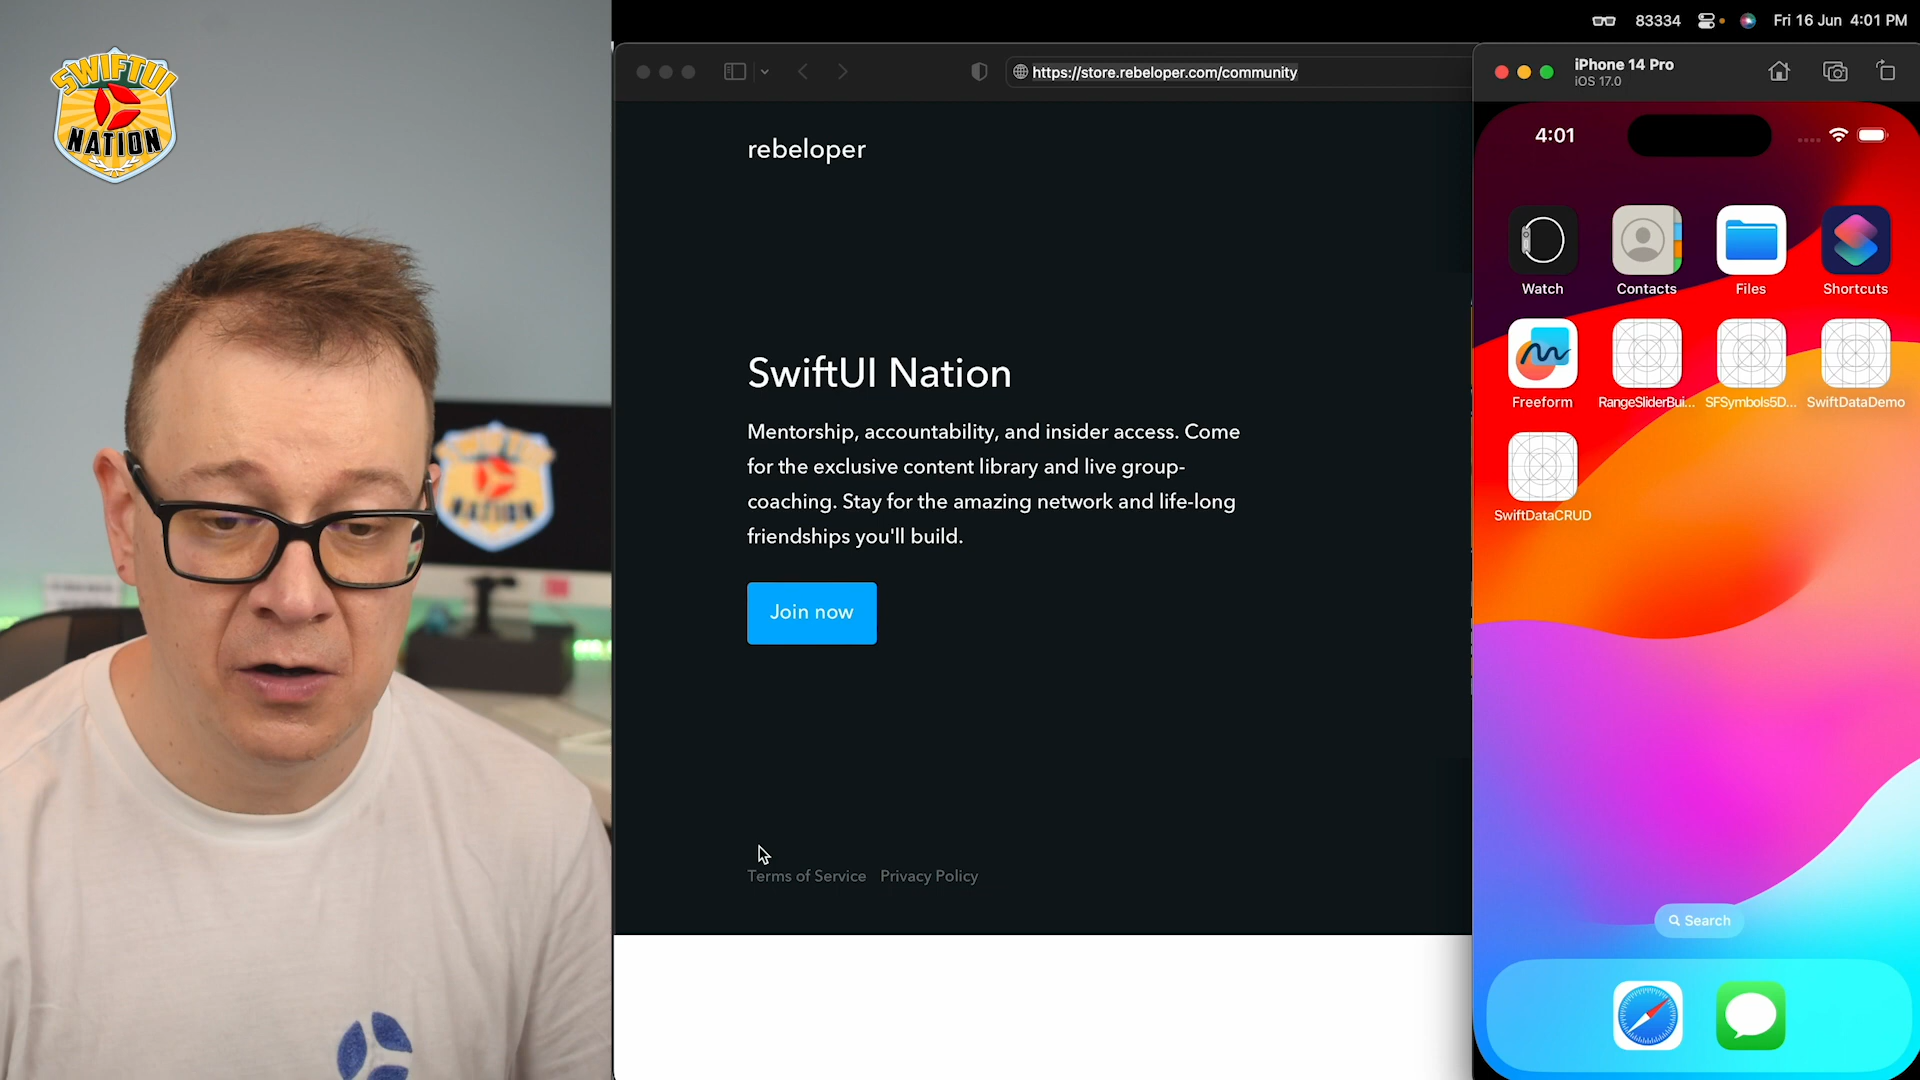 SWIFTUI
NATION
SWIFTUI
NATION
83334
Fri 16 Jun 4:01 PM
https://store.rebeloper.com/community
iPhone 14 Pro
iOS 17.0
rebeloper
SwiftUI Nation
Mentorship, accountability, and insider access. Come
for the exclusive content library and live group-
coaching. Stay for the amazing network and life-long
friendships you'll build.
Join now
Terms of Service Privacy Policy
4:01
Watch Contacts Files Shortcuts
Freeform RangeSliderBui... SFSymbols5D... SwiftDataDemo
SwiftDataCRUD
Search